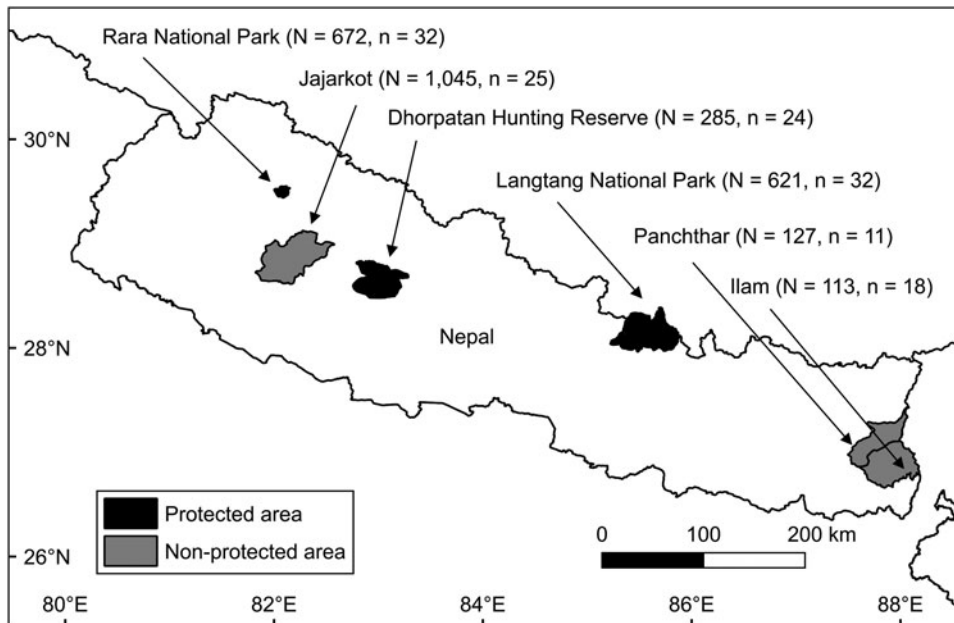 Rara National Park (N = 672, n = 32)
Jajarkot (N = 1,045, n = 25)
Dhorpatan Hunting Reserve (N = 285, n = 24)
Langtang National Park (N = 621, n = 32)
Panchthar (N = 127, n = 11)
Ilam (N = 113, n = 18)
30°N
28°N
26°N
Nepal
Protected area
Non-protected area
0 100 200 km
80°E 82°E 84°E 86°E 88°E